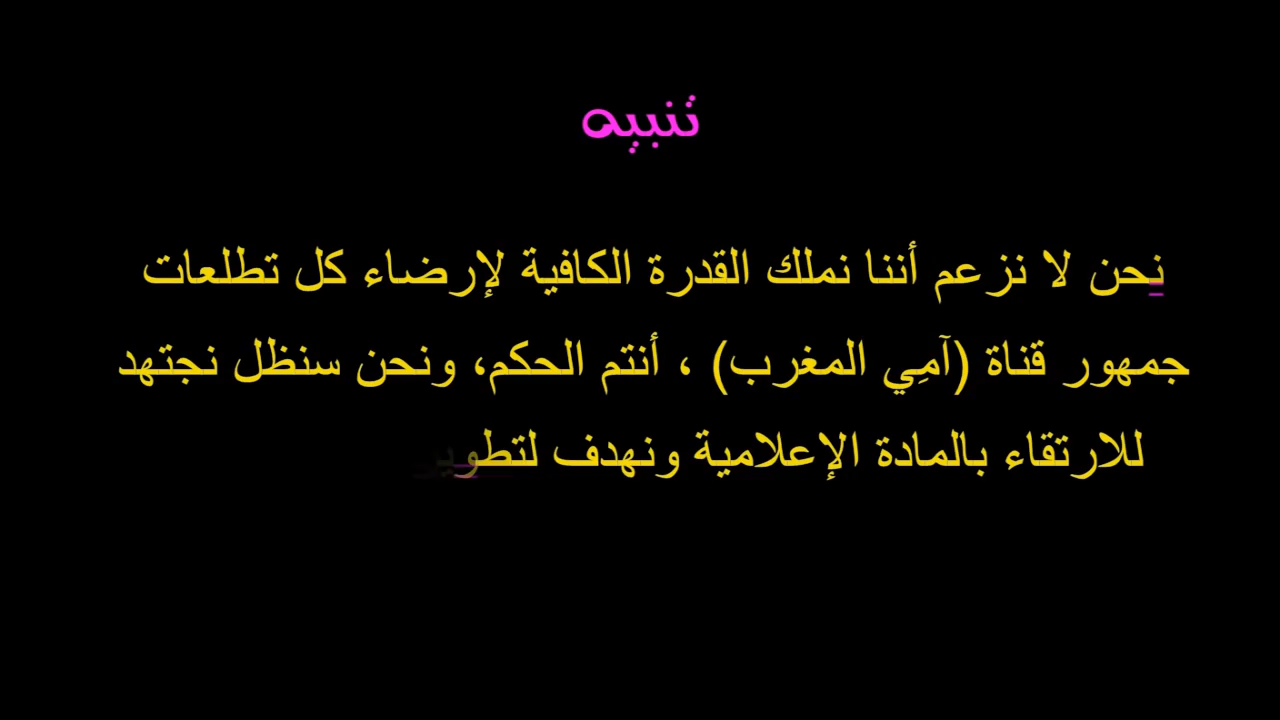 تنبيه
نحن لا نزعم أننا نملك القدرة الكافية لإرضاء كل تطلعات
جمهور قناة (آمِي المغرب) ، أنتم الحكم، ونحن سنظل نجتهد
للارتقاء بالمادة الإعلامية ونهدف لتطوير